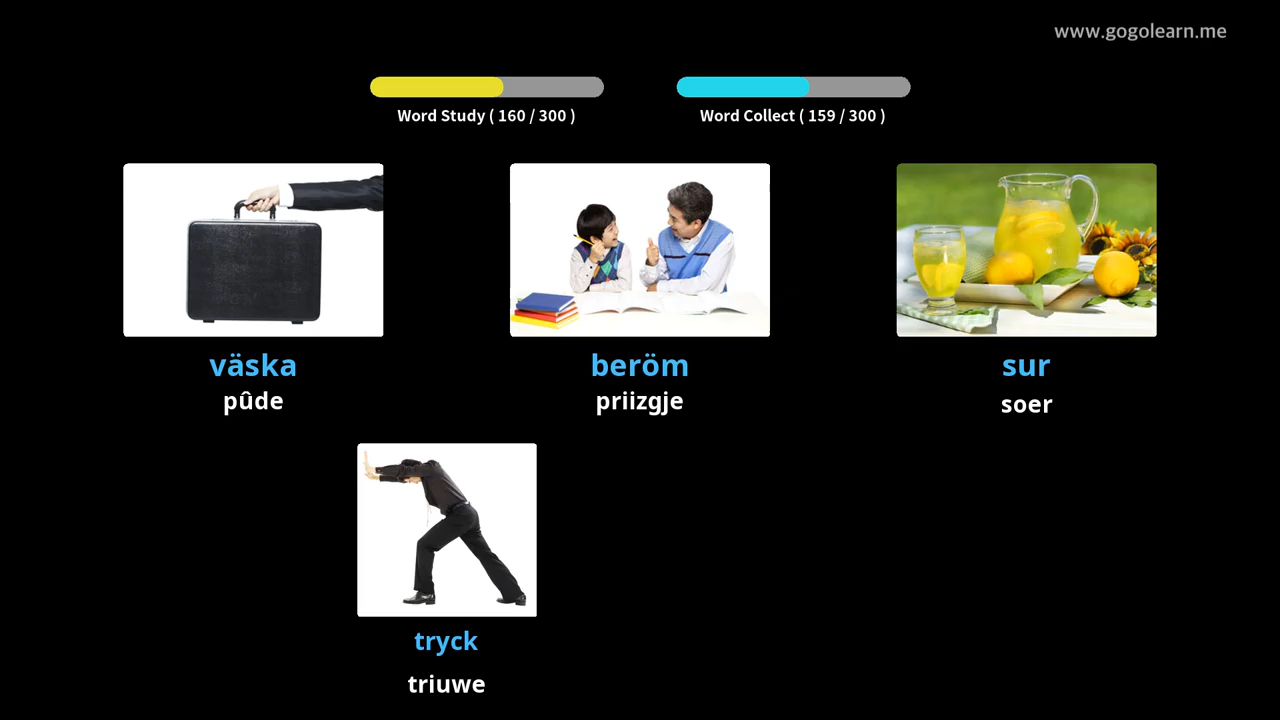 www.gogolearn.me
Word Study ( 160 / 300 )
Word Collect ( 159 / 300 )
väska
pûde
beröm
priizgje
sur
soer
tryck
triuwe